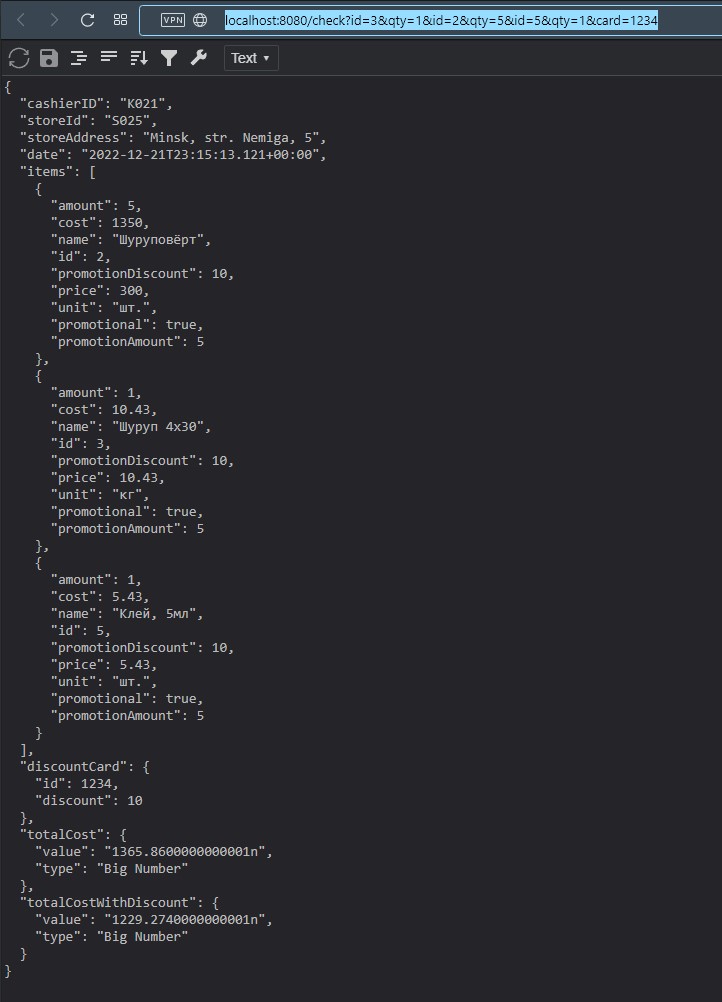 VPN
localhost:8080/check?id=3&qty=1&id=2&qty=5&id=5&qty=1&card=1234
Text
{
  "cashierID": "K021",
  "storeId": "S025",
  "storeAddress": "Minsk, str. Nemiga, 5",
  "date": "2022-12-21T23:15:13.121+00:00",
  "items": [
    {
      "amount": 5,
      "cost": 1350,
      "name": "Шуруповёрт",
      "id": 2,
      "promotionDiscount": 10,
      "price": 300,
      "unit": "шт.",
      "promotional": true,
      "promotionAmount": 5
    },
    {
      "amount": 1,
      "cost": 10.43,
      "name": "Шуруп 4х30",
      "id": 3,
      "promotionDiscount": 10,
      "price": 10.43,
      "unit": "кг",
      "promotional": true,
      "promotionAmount": 5
    },
    {
      "amount": 1,
      "cost": 5.43,
      "name": "Клей, 5мл",
      "id": 5,
      "promotionDiscount": 10,
      "price": 5.43,
      "unit": "шт.",
      "promotional": true,
      "promotionAmount": 5
    }
  ],
  "discountCard": {
    "id": 1234,
    "discount": 10
  },
  "totalCost": {
    "value": "1365.8600000000001n",
    "type": "Big Number"
  },
  "totalCostWithDiscount": {
    "value": "1229.2740000000001n",
    "type": "Big Number"
  }
}